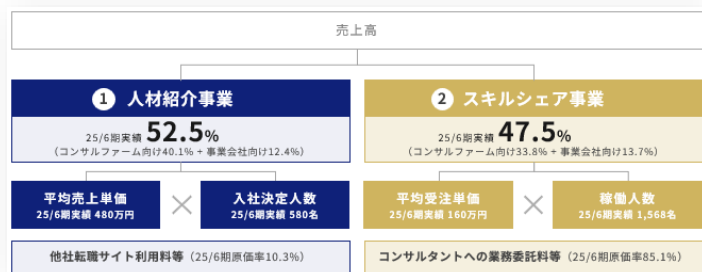 売上高
1 人材紹介事業
25/6期実績 52.5%
(コンサルファーム向け40.1% + 事業会社向け12.4%)
平均売上単価
25/6期実績 480万円
×
入社決定人数
25/6期実績 580名
他社転職サイト利用料等（25/6期原価率10.3%）
2 スキルシェア事業
25/6期実績 47.5%
(コンサルファーム向け33.8% + 事業会社向け13.7%)
平均受注単価
25/6期実績 160万円
×
稼働人数
25/6期実績 1,568名
コンサルタントへの業務委託料等（25/6期原価率85.1%）